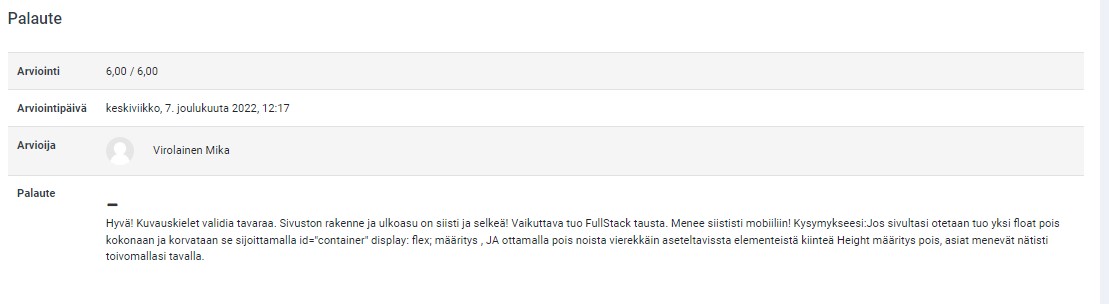 Palaute
Arviointi 6,00 / 6,00
Arviointipäivä keskiviikko, 7. joulukuuta 2022, 12:17
Arvioija Virolainen Mika
Palaute
Hyvä! Kuvauskielet validia tavaraa. Sivuston rakenne ja ulkoasu on siisti ja selkeä! Vaikuttava tuo FullStack tausta. Menee siististi mobiiliin! Kysymykseesi:Jos sivultasi otetaan tuo yksi float pois
kokonaan ja korvataan se sijoittamalla id="container" display: flex; määritys , JA ottamalla pois noista vierekkäin aseteltavissta elementeistä kiinteä Height määritys pois, asiat menevät nätisti
toivomallasi tavalla.